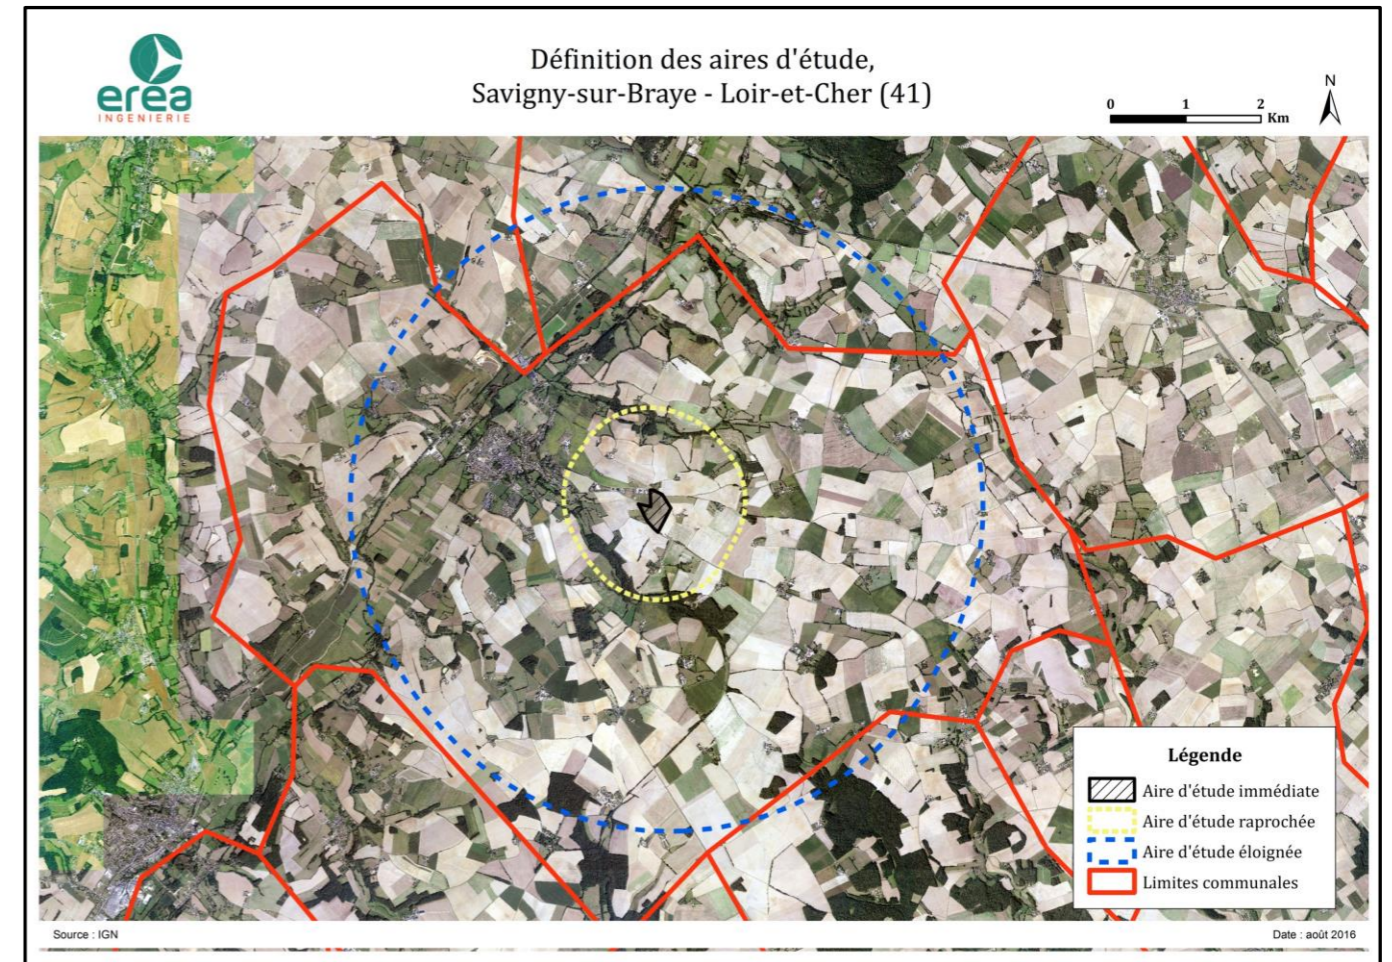 erea
INGENIERIE
Définition des aires d'étude,
Savigny-sur-Braye - Loir-et-Cher (41)
0 1 2
Km
N
Légende
Aire d'étude immédiate
Aire d'étude raprochée
Aire d'étude éloignée
Limites communales
Source : IGN
Date : août 2016